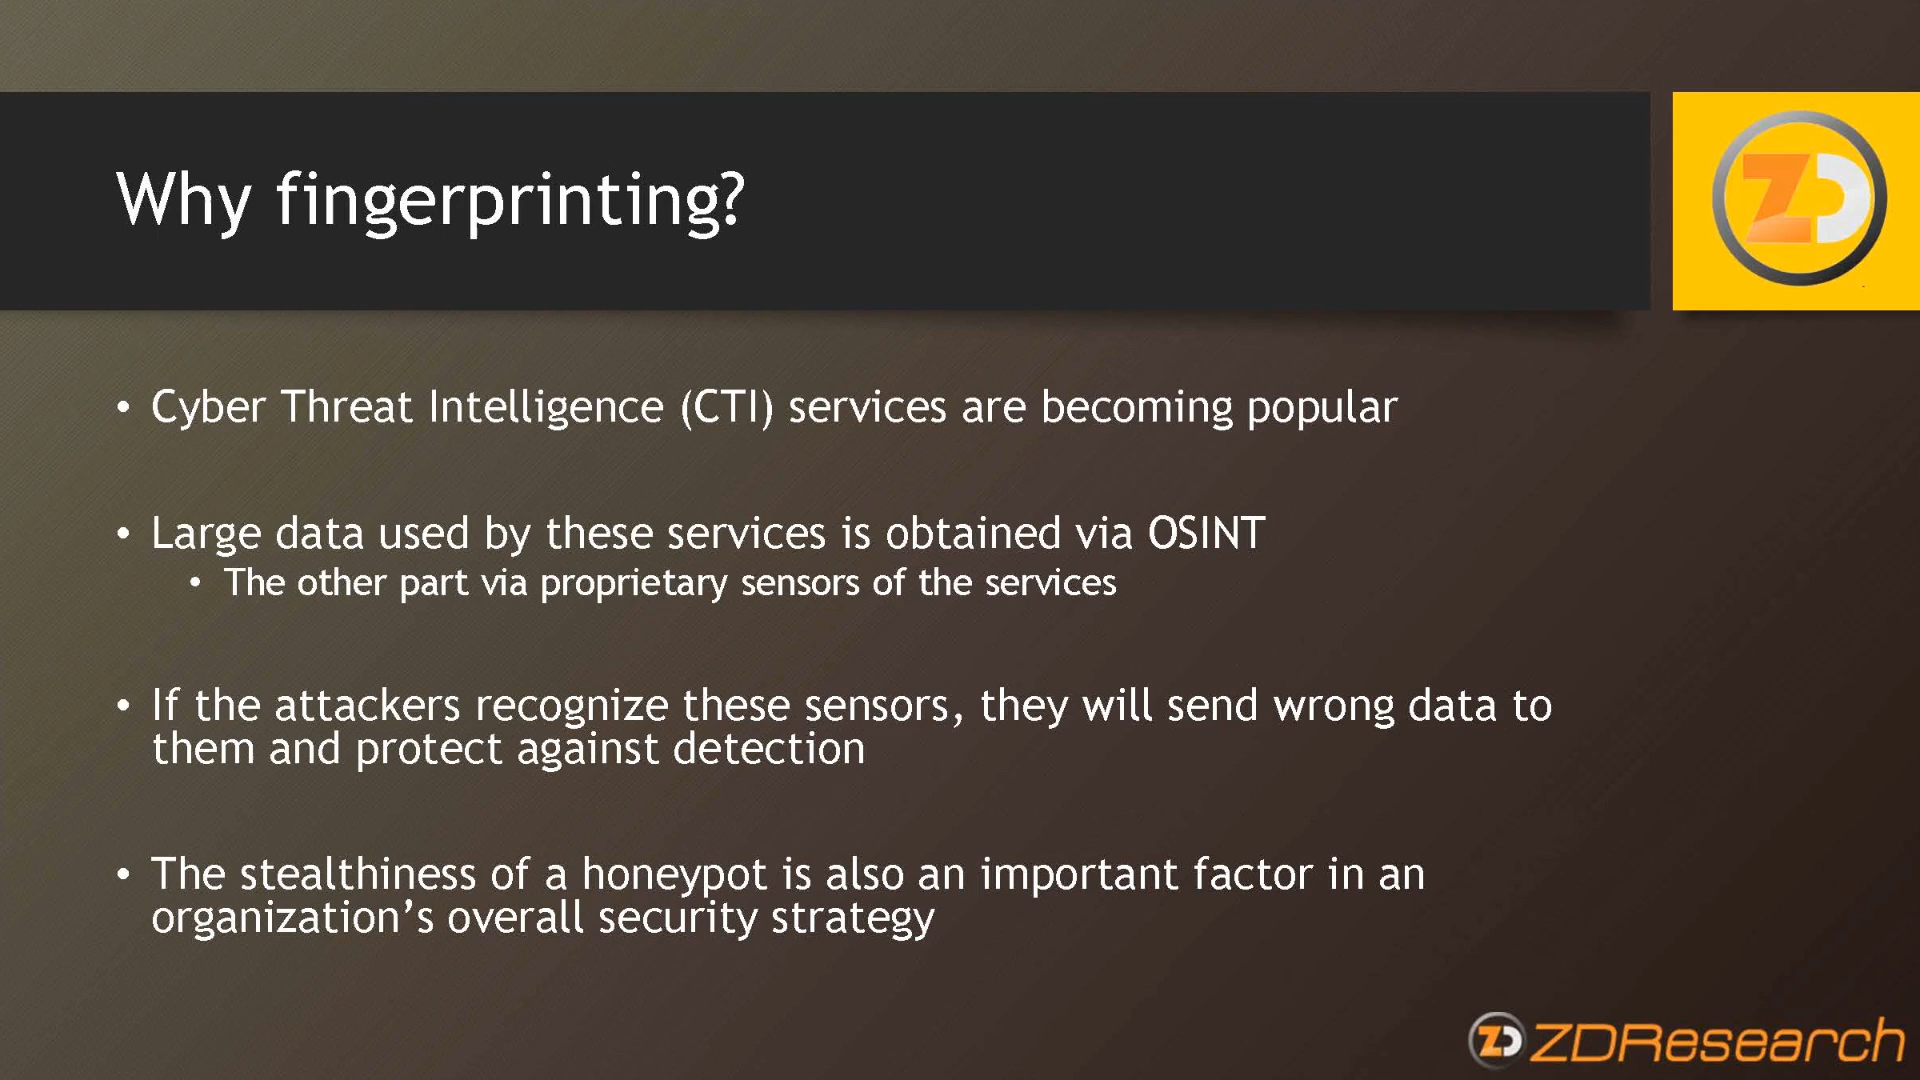 Why fingerprinting?
ZD
• Cyber Threat Intelligence (CTI) services are becoming popular
• Large data used by these services is obtained via OSINT
• The other part via proprietary sensors of the services
• If the attackers recognize these sensors, they will send wrong data to
them and protect against detection
• The stealthiness of a honeypot is also an important factor in an
organization’s overall security strategy
ZD ZDResearch